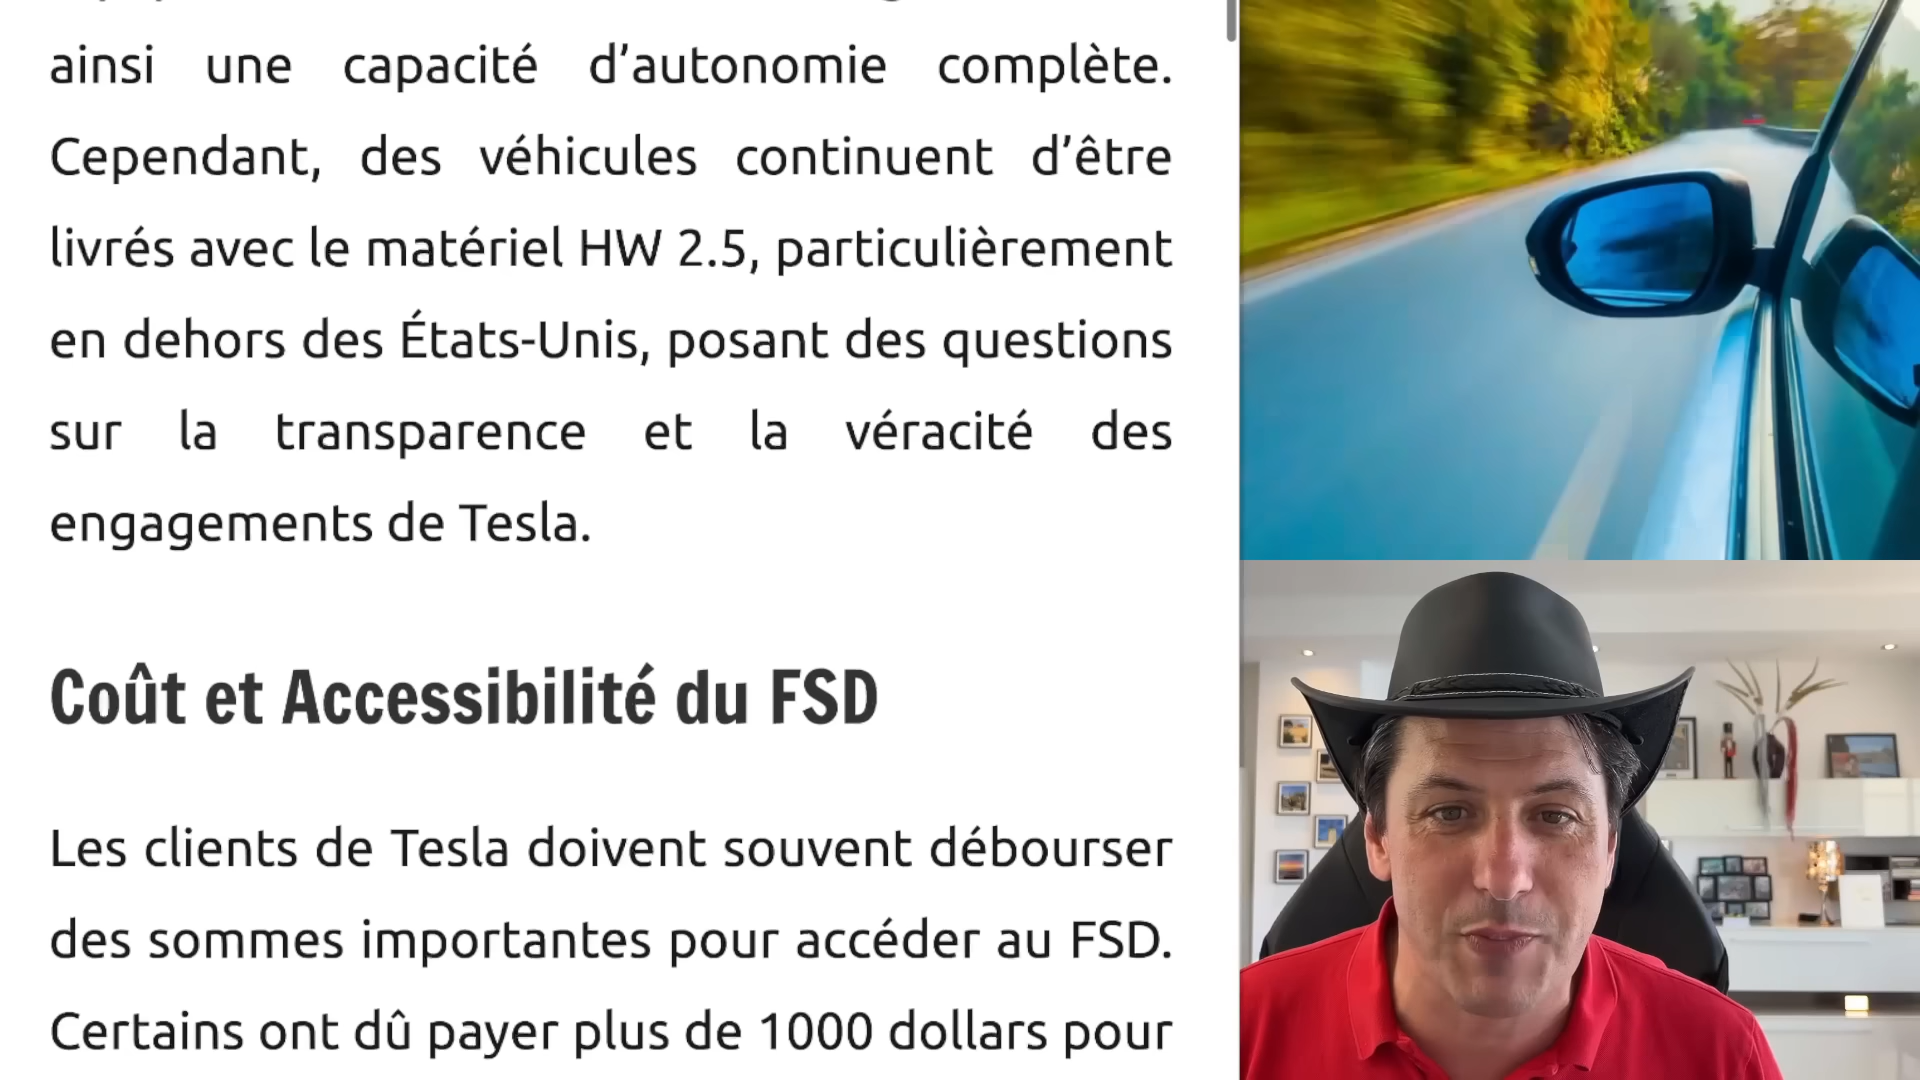 ainsi une capacité d’autonomie complète.
Cependant, des véhicules continuent d’être
livrés avec le matériel HW 2.5, particulièrement
en dehors des États-Unis, posant des questions
sur la transparence et la véracité des
engagements de Tesla.
Coût et Accessibilité du FSD
Les clients de Tesla doivent souvent débourser
des sommes importantes pour accéder au FSD.
Certains ont dû payer plus de 1000 dollars pour